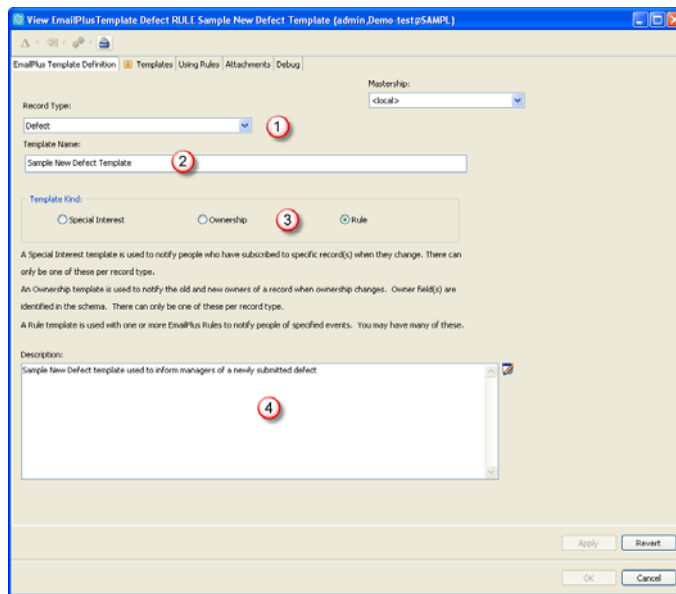 View EmailPlusTemplate Defect RULE Sample New Defect Template (admin,Demo-test@SAMPL)
EmailPlus Template Definition Templates Using Rules Attachments Debug
Mastership:
<local>
Record Type:
Defect
1
Template Name:
Sample New Defect Template
2
Template Kind:
Special Interest Ownership 3 Rule
A Special Interest template is used to notify people who have subscribed to specific record(s) when they change. There can
only be one of these per record type.
An Ownership template is used to notify the old and new owners of a record when ownership changes. Owner field(s) are
identified in the schema. There can only be one of these per record type.
A Rule template is used with one or more EmailPlus Rules to notify people of specified events. You may have many of these.
Description:
Sample New Defect template used to inform managers of a newly submitted defect
4
Apply Revert
OK Cancel